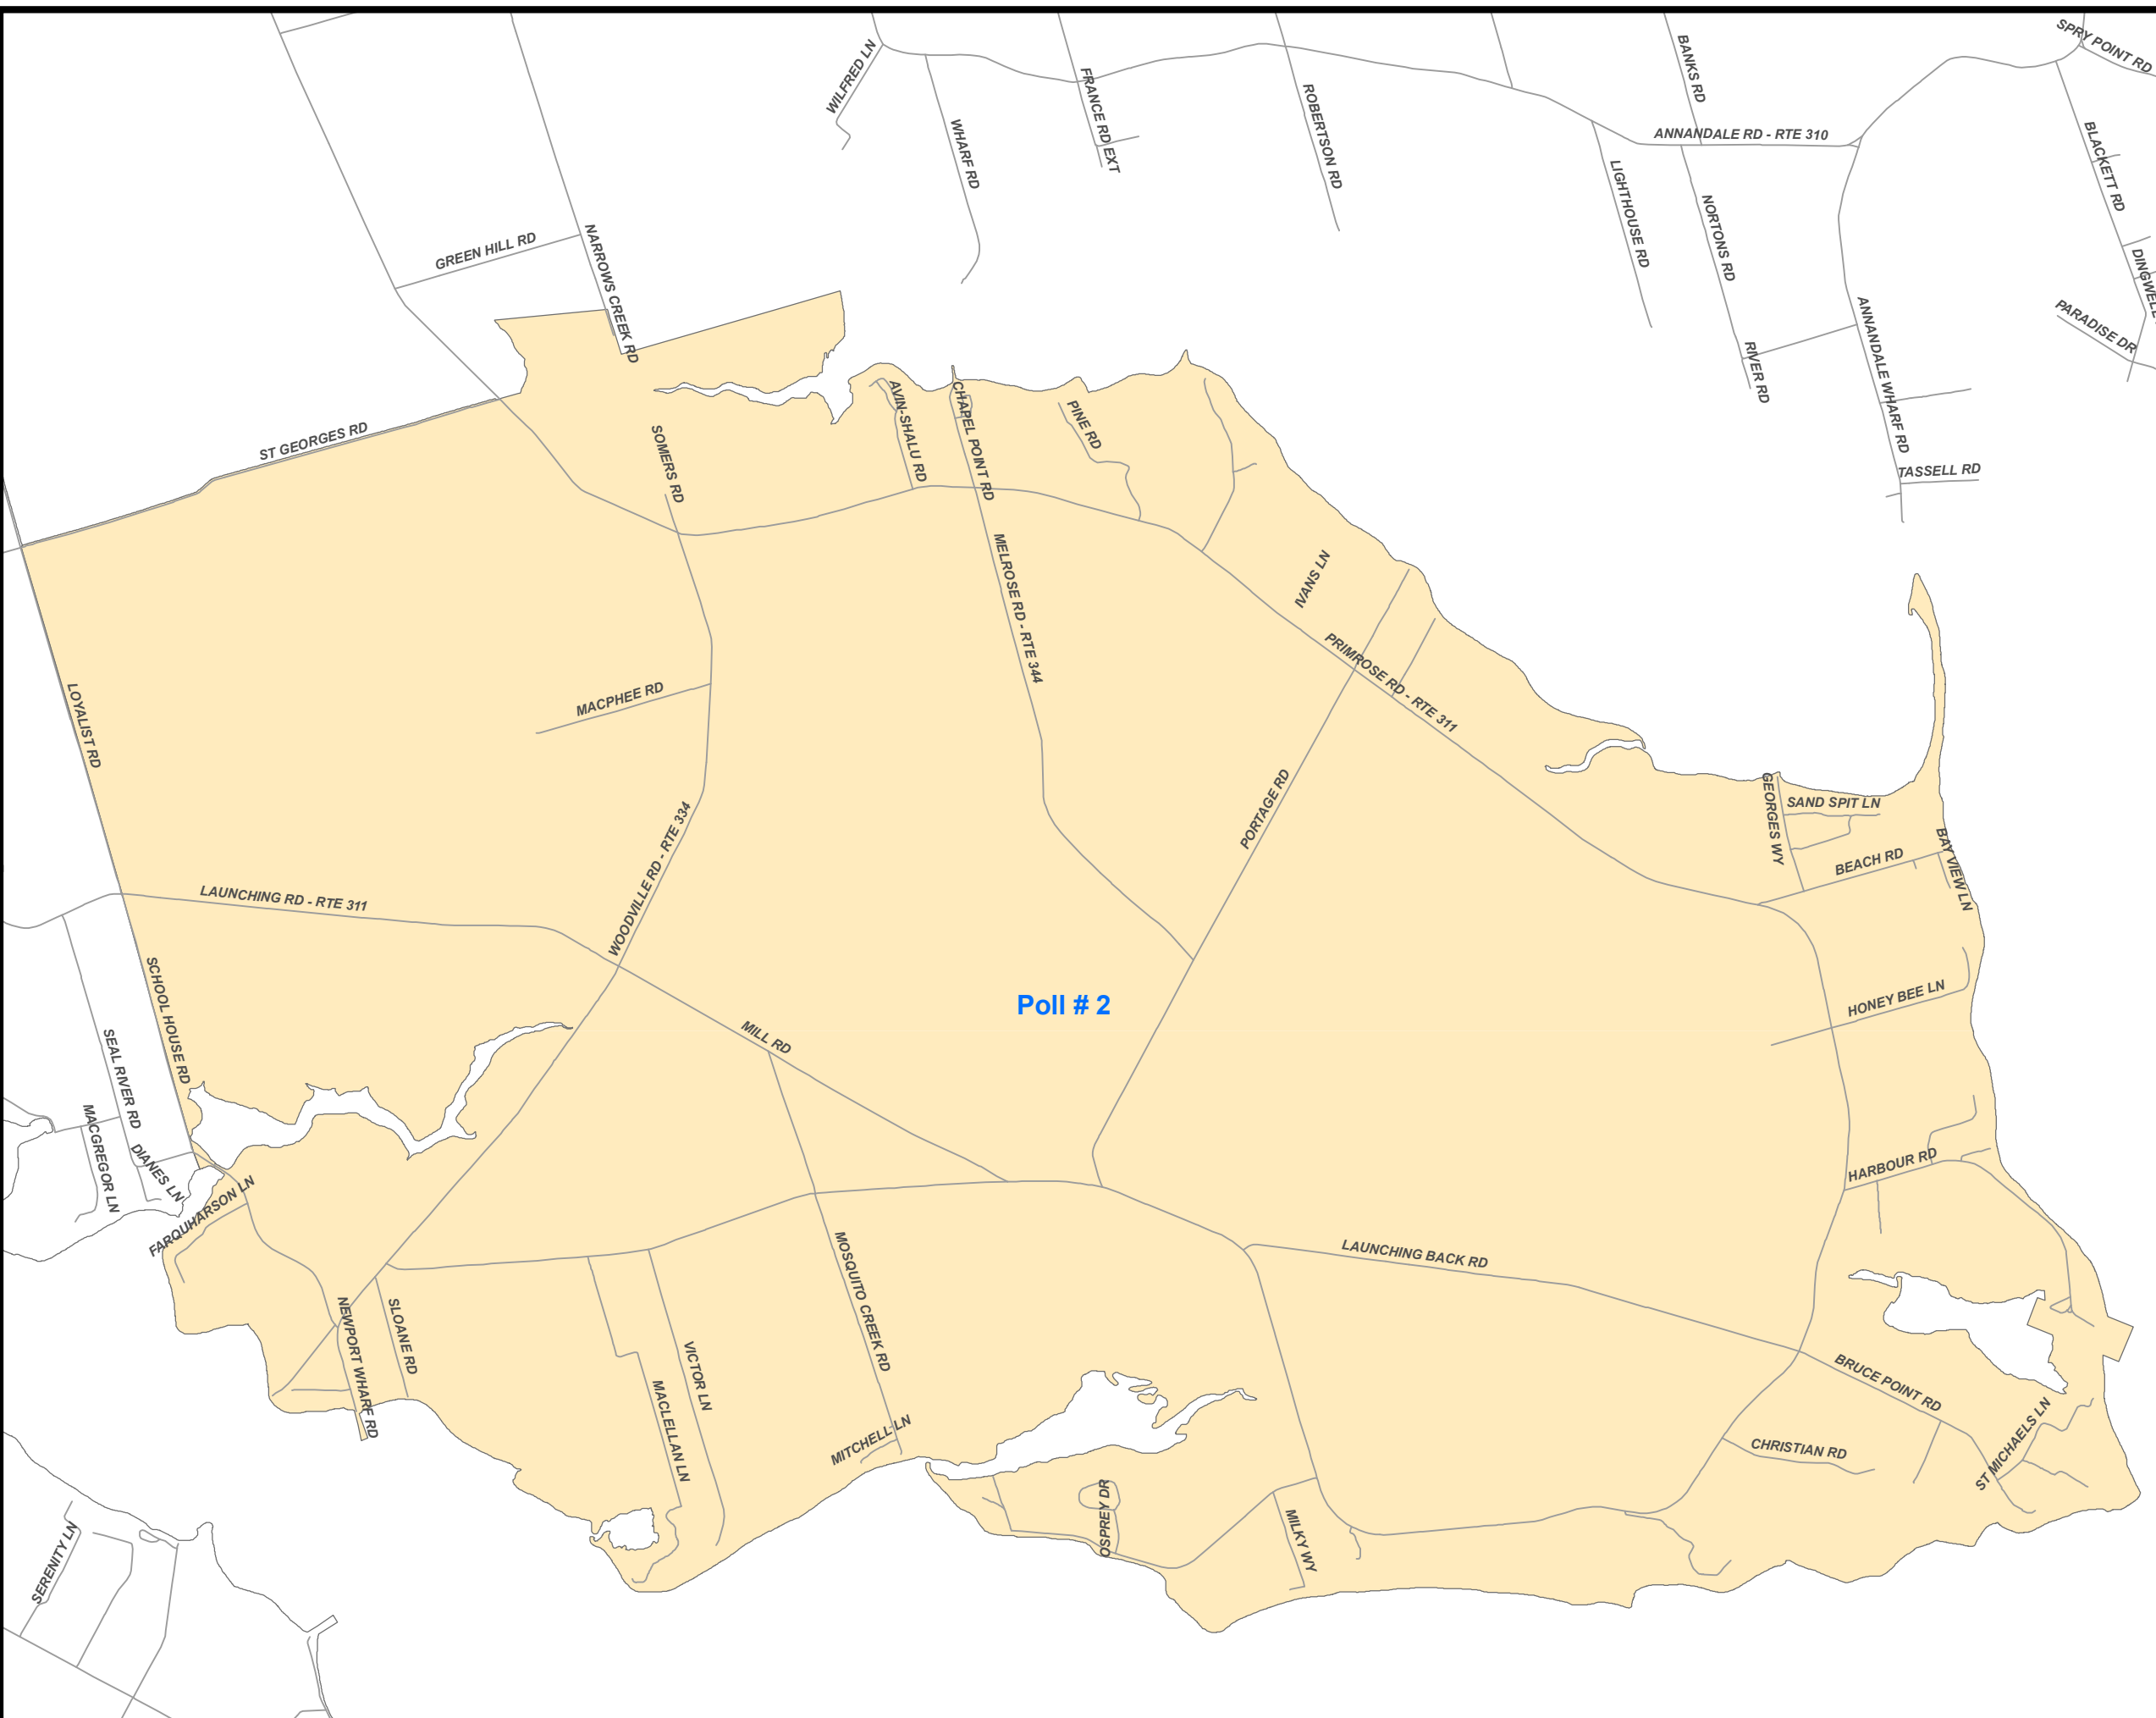 SPRY POINT RD
BANKS RD
WILFRED LN
FRANCE RD EXT
ROBERTSON RD
WHARF RD
ANNANDALE RD - RTE 310
BLACKETT RD
LIGHTHOUSE RD
NORTONS RD
GREEN HILL RD
NARROWS CREEK RD
ANNANDALE WHARF RD
PARADISE DR
RIVER RD
AVIN-SHALU RD
CHAPEL POINT RD
PINE RD
ST GEORGES RD
SOMERS RD
TASSELL RD
MELROSE RD - RTE 344
IVANS LN
PRIMROSE RD - RTE 311
LOYALIST RD
MACPHEE RD
PORTAGE RD
GEORGES WY
SAND SPIT LN
WOODVILLE RD - RTE 334
BEACH RD
BAY VIEW LN
LAUNCHING RD - RTE 311
SCHOOL HOUSE RD
Poll # 2
HONEY BEE LN
MILL RD
SEAL RIVER RD
MACGREGOR LN
DIANES LN
HARBOUR RD
FARQUHARSON LN
MOSQUITO CREEK RD
LAUNCHING BACK RD
NEWPORT WHARF RD
SLOANE RD
VICTOR LN
MACLELLAN LN
BRUCE POINT RD
MITCHELL LN
CHRISTIAN RD
ST MICHAELS LN
OSPREY DR
MILKY WY
SERENITY LN